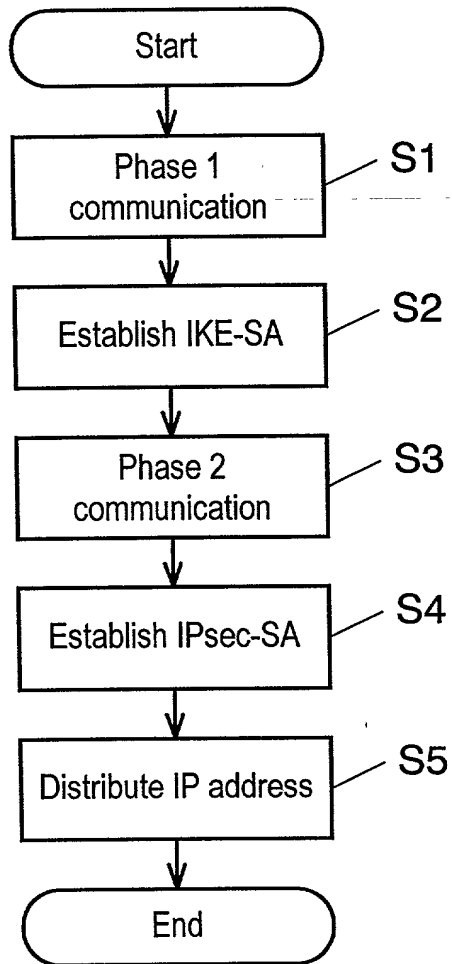 Start
Phase 1
communication
S1
Establish IKE-SA
S2
Phase 2
communication
S3
Establish IPsec-SA
S4
Distribute IP address
S5
End